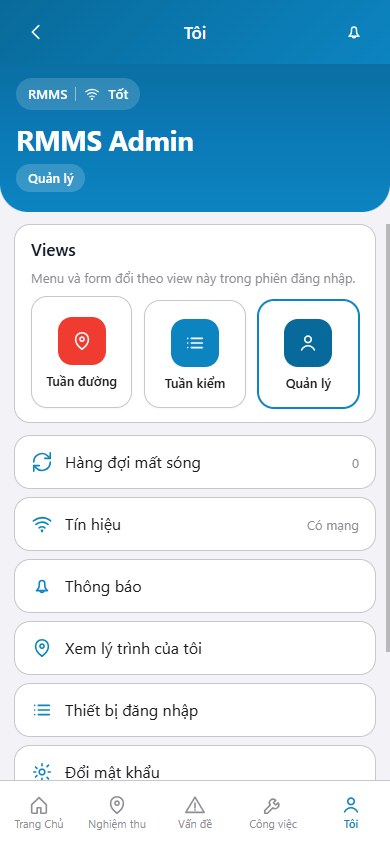 Tôi
RMMS | Tốt
RMMS Admin
Quản lý
Views
Menu và form đổi theo view này trong phiên đăng nhập.
Tuần đường
Tuần kiểm
Quản lý
Hàng đợi mất sóng 0
Tín hiệu Có mạng
Thông báo
Xem lý trình của tôi
Thiết bị đăng nhập
Đổi mật khẩu
Trang Chủ Nghiệm thu Vấn đề Công việc Tôi